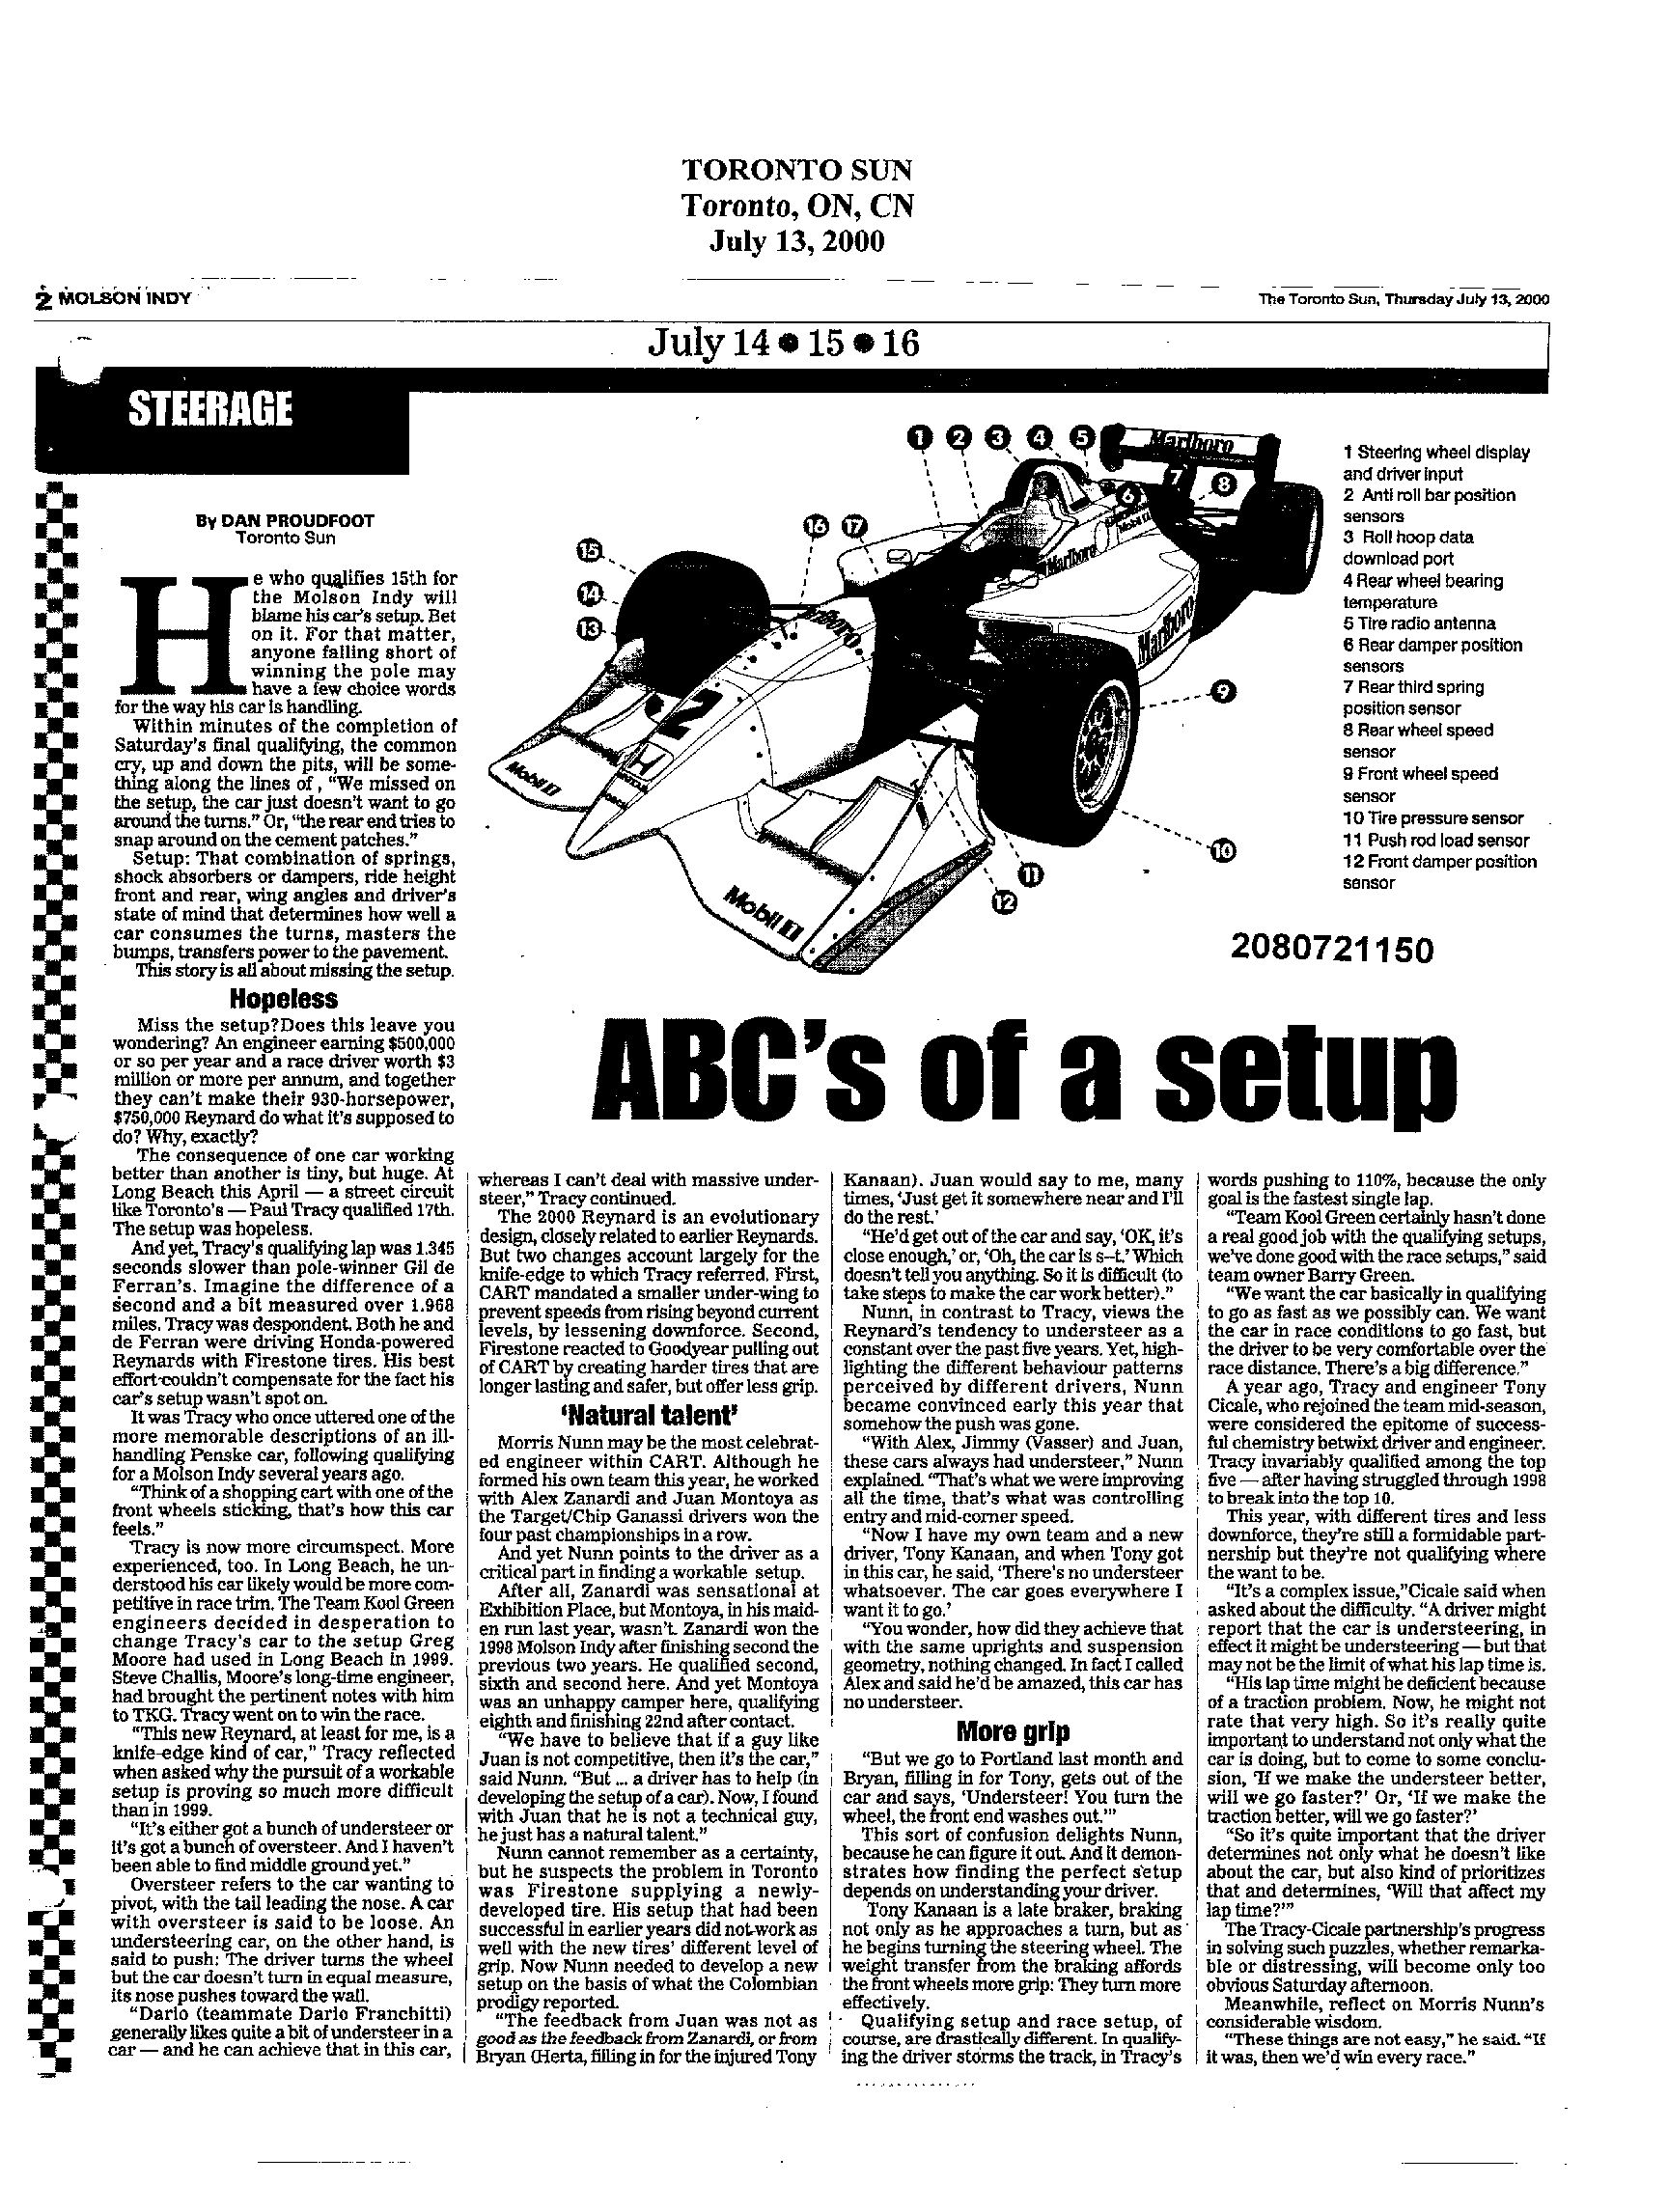 TORONTO SUN
Toronto, ON, CN
July 13, 2000
2 MOLSON INDY
The Toronto Sun, Thursday July 13, 2000
July 14 • 15 • 16
STEERAGE
By DAN PROUDFOOT
Toronto Sun
He who qualifies 15th for
the Molson Indy will
blame his car's setup. Bet
on it. For that matter,
anyone falling short of
winning the pole may
have a few choice words
for the way his car is handling.
Within minutes of the completion of
Saturday's final qualifying, the common
cry, up and down the pits, will be some-
thing along the lines of , "We missed on
the setup, the car just doesn't want to go
around the turns." Or, "the rear end tries to
snap around on the cement patches."
Setup: That combination of springs,
shock absorbers or dampers, ride height
front and rear, wing angles and driver's
state of mind that determines how well a
car consumes the turns, masters the
bumps, transfers power to the pavement.
This story is all about missing the setup.
Hopeless
Miss the setup?Does this leave you
wondering? An engineer earning $500,000
or so per year and a race driver worth $3
million or more per annum, and together
they can't make their 930-horsepower,
$750,000 Reynard do what it's supposed to
do? Why, exactly?
The consequence of one car working
better than another is tiny, but huge. At
Long Beach this April — a street circuit
like Toronto's — Paul Tracy qualified 17th.
The setup was hopeless.
And yet, Tracy's qualifying lap was 1.345
seconds slower than pole-winner Gil de
Ferran's. Imagine the difference of a
second and a bit measured over 1.968
miles. Tracy was despondent. Both he and
de Ferran were driving Honda-powered
Reynards with Firestone tires. His best
effort couldn't compensate for the fact his
car's setup wasn't spot on.
It was Tracy who once uttered one of the
more memorable descriptions of an ill-
handling Penske car, following qualifying
for a Molson Indy several years ago.
"Think of a shopping cart with one of the
front wheels sticking, that's how this car
feels."
Tracy is now more circumspect. More
experienced, too. In Long Beach, he un-
derstood his car likely would be more com-
petitive in race trim. The Team Kool Green
engineers decided in desperation to
change Tracy's car to the setup Greg
Moore had used in Long Beach in 1999.
Steve Challis, Moore's long-time engineer,
had brought the pertinent notes with him
to TKG. Tracy went on to win the race.
"This new Reynard, at least for me, is a
knife-edge kind of car," Tracy reflected
when asked why the pursuit of a workable
setup is proving so much more difficult
than in 1999.
"It's either got a bunch of understeer or
it's got a bunch of oversteer. And I haven't
been able to find middle ground yet."
Oversteer refers to the car wanting to
pivot, with the tail leading the nose. A car
with oversteer is said to be loose. An
understeering car, on the other hand, is
said to push: The driver turns the wheel
but the car doesn't turn in equal measure,
its nose pushes toward the wall.
"Dario (teammate Dario Franchitti)
generally likes quite a bit of understeer in a
car — and he can achieve that in this car,
1
2
3
4
5
6
7
8
9
10
11
12
13
14
15
16
17
Marlboro
Marlboro
Marlboro
Marlboro
Mobil 1
2
Mobil 1
Mobil 1
1 Steering wheel display
and driver input
2 Anti roll bar position
sensors
3 Roll hoop data
download port
4 Rear wheel bearing
temperature
5 Tire radio antenna
6 Rear damper position
sensors
7 Rear third spring
position sensor
8 Rear wheel speed
sensor
9 Front wheel speed
sensor
10 Tire pressure sensor
11 Push rod load sensor
12 Front damper position
sensor
2080721150
ABC's of a setup
whereas I can't deal with massive under-
steer," Tracy continued.
The 2000 Reynard is an evolutionary
design, closely related to earlier Reynards.
But two changes account largely for the
knife-edge to which Tracy referred. First,
CART mandated a smaller under-wing to
prevent speeds from rising beyond current
levels, by lessening downforce. Second,
Firestone reacted to Goodyear pulling out
of CART by creating harder tires that are
longer lasting and safer, but offer less grip.
'Natural talent'
Morris Nunn may be the most celebrat-
ed engineer within CART. Although he
formed his own team this year, he worked
with Alex Zanardi and Juan Montoya as
the Target/Chip Ganassi drivers won the
four past championships in a row.
And yet Nunn points to the driver as a
critical part in finding a workable setup.
After all, Zanardi was sensational at
Exhibition Place, but Montoya, in his maid-
en run last year, wasn't. Zanardi won the
1998 Molson Indy after finishing second the
previous two years. He qualified second,
sixth and second here. And yet Montoya
was an unhappy camper here, qualifying
eighth and finishing 22nd after contact.
"We have to believe that if a guy like
Juan is not competitive, then it's the car,"
said Nunn. "But ... a driver has to help (in
developing the setup of a car). Now, I found
with Juan that he is not a technical guy,
he just has a natural talent."
Nunn cannot remember as a certainty,
but he suspects the problem in Toronto
was Firestone supplying a newly-
developed tire. His setup that had been
successful in earlier years did not work as
well with the new tires' different level of
grip. Now Nunn needed to develop a new
setup on the basis of what the Colombian
prodigy reported.
"The feedback from Juan was not as
good as the feedback from Zanardi, or from
Bryan (Herta, filling in for the injured Tony
Kanaan). Juan would say to me, many
times, 'Just get it somewhere near and I'll
do the rest.'
"He'd get out of the car and say, 'OK, it's
close enough,' or, 'Oh, the car is s–t.' Which
doesn't tell you anything. So it is difficult (to
take steps to make the car work better)."
Nunn, in contrast to Tracy, views the
Reynard's tendency to understeer as a
constant over the past five years. Yet, high-
lighting the different behaviour patterns
perceived by different drivers, Nunn
became convinced early this year that
somehow the push was gone.
"With Alex, Jimmy (Vasser) and Juan,
these cars always had understeer," Nunn
explained. "That's what we were improving
all the time, that's what was controlling
entry and mid-corner speed.
"Now I have my own team and a new
driver, Tony Kanaan, and when Tony got
in this car, he said, 'There's no understeer
whatsoever. The car goes everywhere I
want it to go.'
"You wonder, how did they achieve that
with the same uprights and suspension
geometry, nothing changed. In fact I called
Alex and said he'd be amazed, this car has
no understeer.
More grip
"But we go to Portland last month and
Bryan, filling in for Tony, gets out of the
car and says, 'Understeer! You turn the
wheel, the front end washes out.'"
This sort of confusion delights Nunn,
because he can figure it out. And it demon-
strates how finding the perfect setup
depends on understanding your driver.
Tony Kanaan is a late braker, braking
not only as he approaches a turn, but as
he begins turning the steering wheel. The
weight transfer from the braking affords
the front wheels more grip: They turn more
effectively.
Qualifying setup and race setup, of
course, are drastically different. In qualify-
ing the driver storms the track, in Tracy's
words pushing to 110%, because the only
goal is the fastest single lap.
"Team Kool Green certainly hasn't done
a real good job with the qualifying setups,
we've done good with the race setups," said
team owner Barry Green.
"We want the car basically in qualifying
to go as fast as we possibly can. We want
the car in race conditions to go fast, but
the driver to be very comfortable over the
race distance. There's a big difference."
A year ago, Tracy and engineer Tony
Cicale, who rejoined the team mid-season,
were considered the epitome of success-
ful chemistry betwixt driver and engineer.
Tracy invariably qualified among the top
five — after having struggled through 1998
to break into the top 10.
This year, with different tires and less
downforce, they're still a formidable part-
nership but they're not qualifying where
the want to be.
"It's a complex issue,"Cicale said when
asked about the difficulty. "A driver might
report that the car is understeering, in
effect it might be understeering — but that
may not be the limit of what his lap time is.
"His lap time might be deficient because
of a traction problem. Now, he might not
rate that very high. So it's really quite
important to understand not only what the
car is doing, but to come to some conclu-
sion, 'If we make the understeer better,
will we go faster?' Or, 'If we make the
traction better, will we go faster?'
"So it's quite important that the driver
determines not only what he doesn't like
about the car, but also kind of prioritizes
that and determines, 'Will that affect my
lap time?'"
The Tracy-Cicale partnership's progress
in solving such puzzles, whether remarka-
ble or distressing, will become only too
obvious Saturday afternoon.
Meanwhile, reflect on Morris Nunn's
considerable wisdom.
"These things are not easy," he said. "If
it was, then we'd win every race."